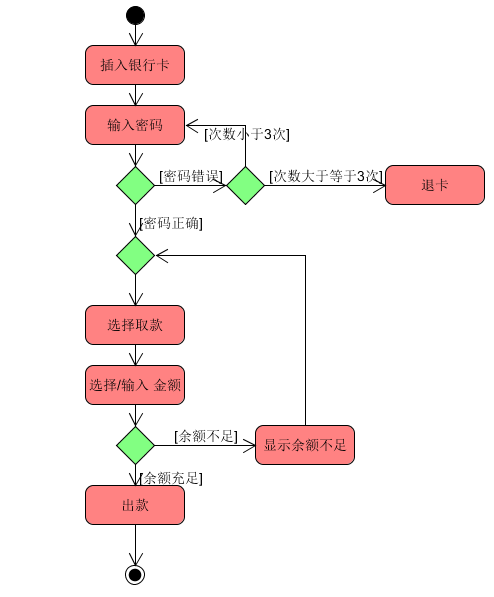 插入银行卡
输入密码
[次数小于3次]
[密码错误]
[次数大于等于3次]
退卡
[密码正确]
选择取款
选择/输入 金额
[余额不足]
显示余额不足
[余额充足]
出款